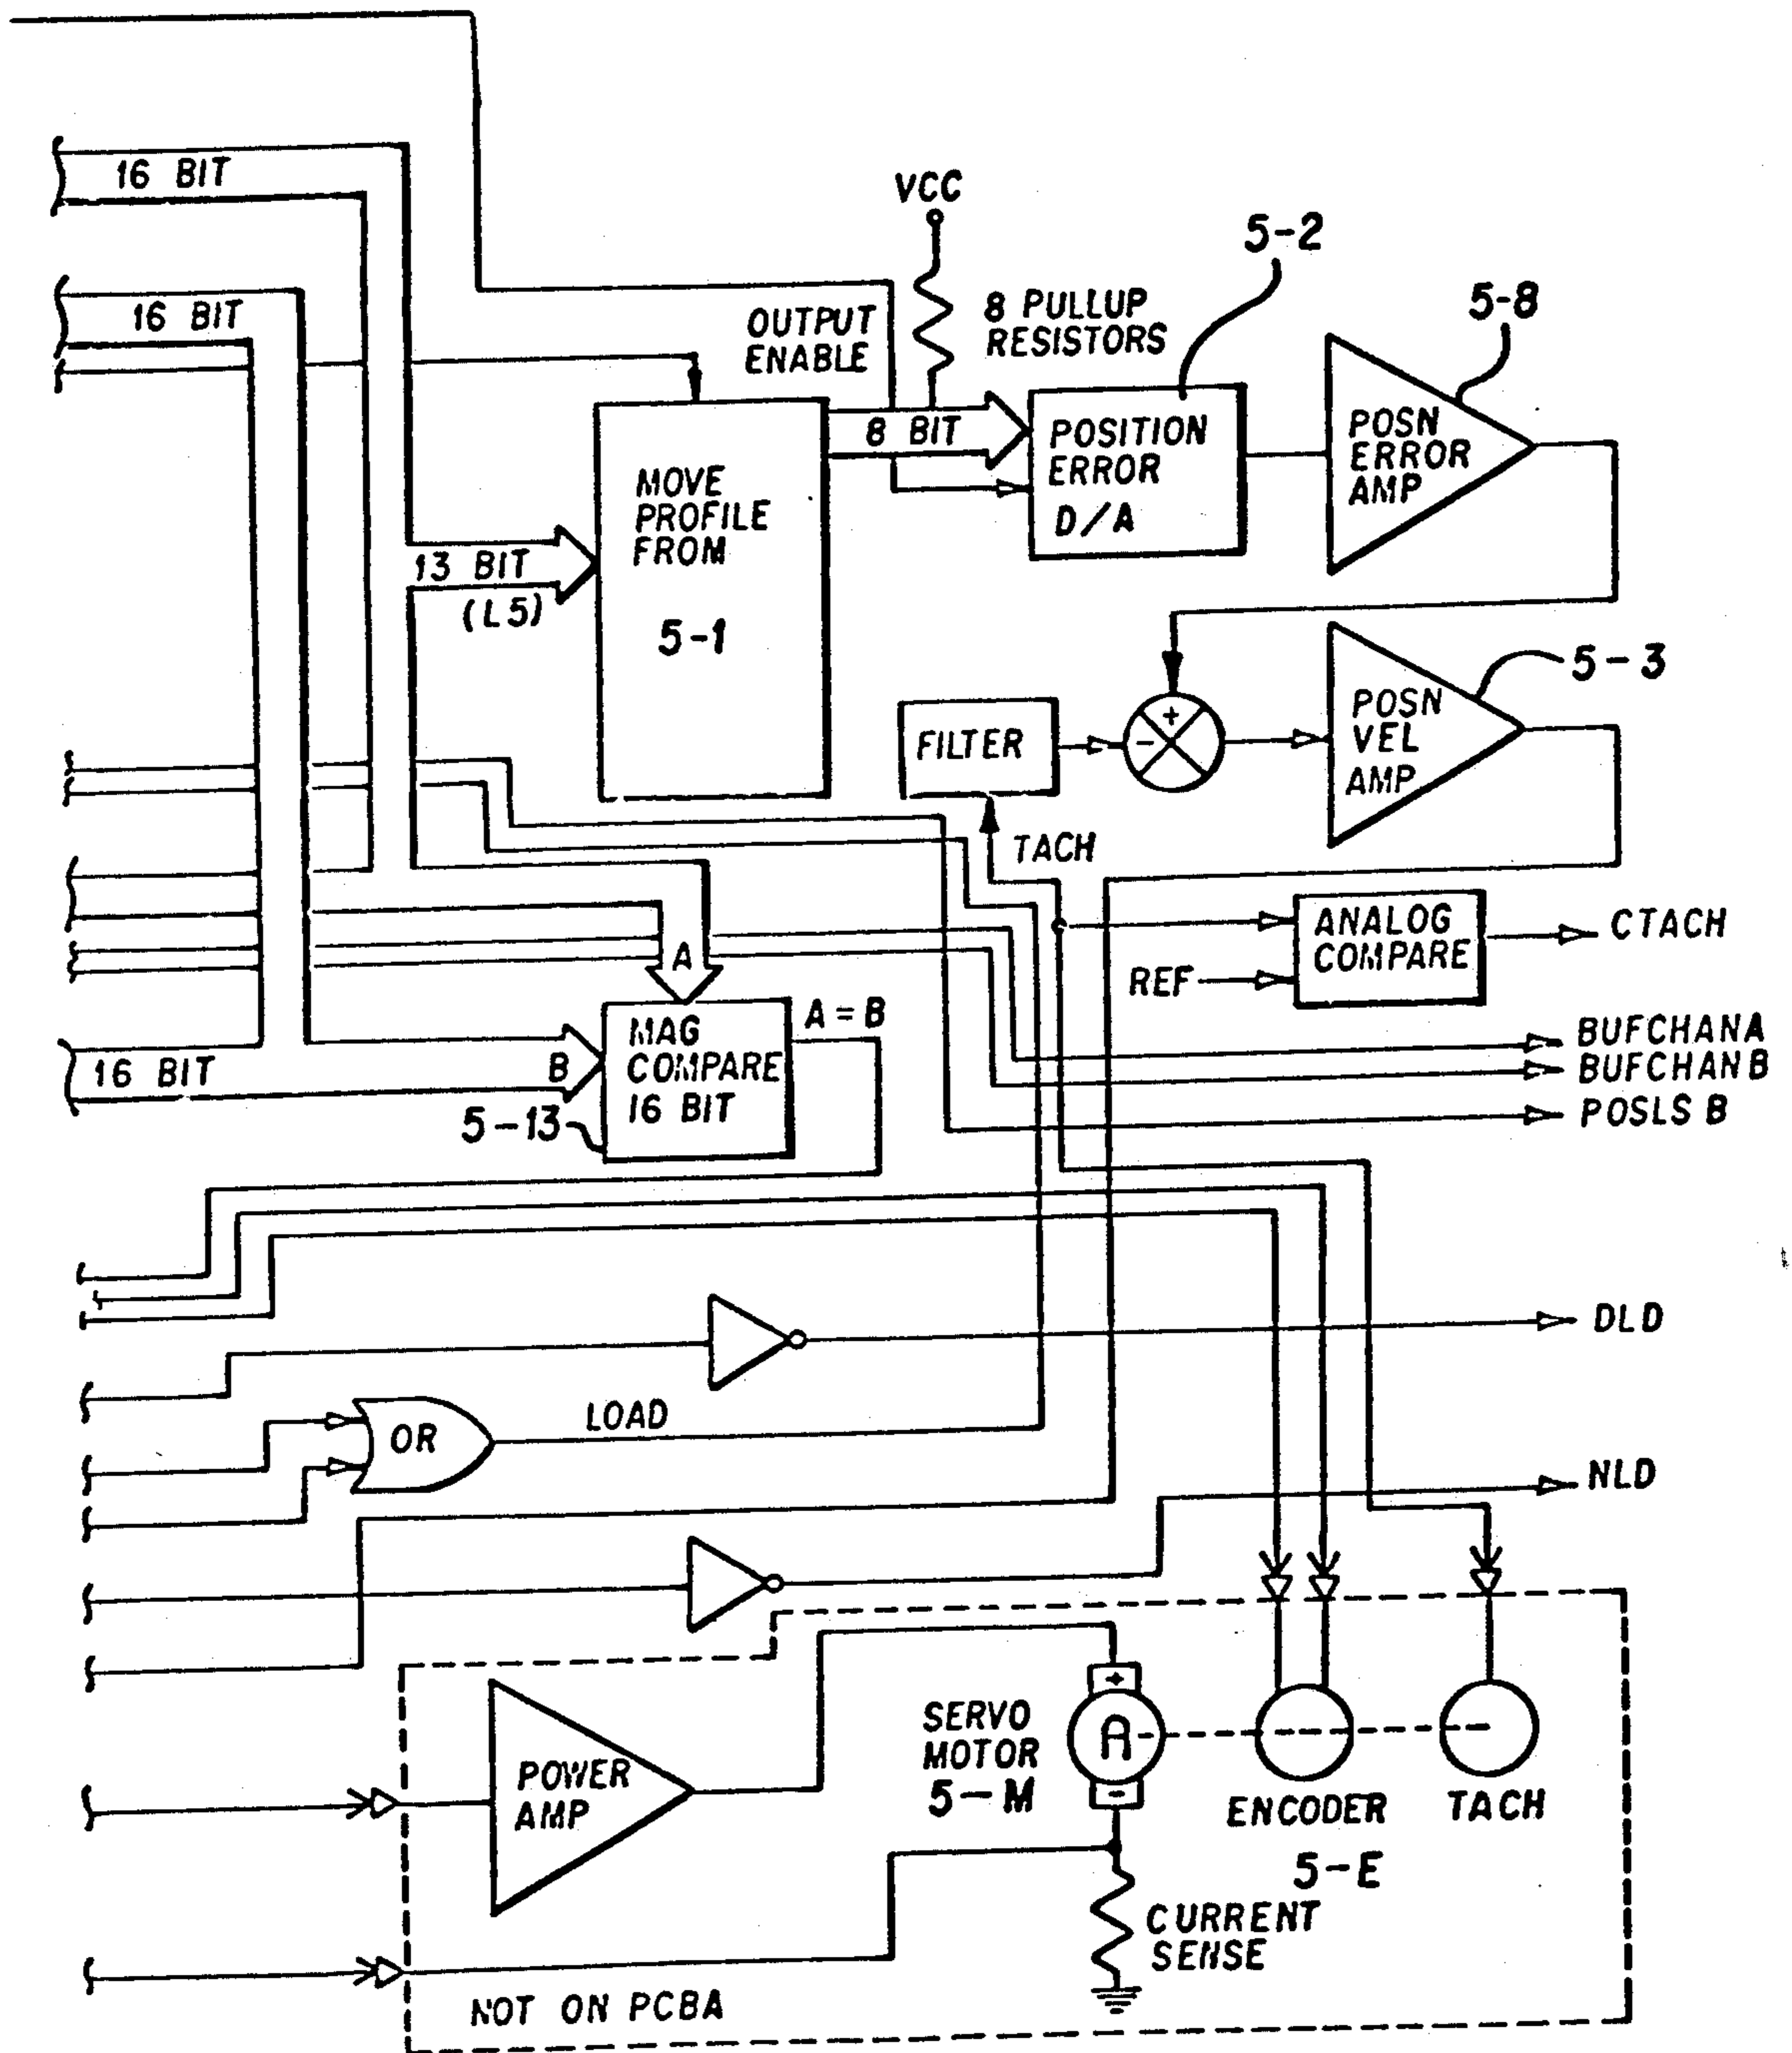 16 BIT
VCC
5-2
16 BIT
OUTPUT
ENABLE
8 PULLUP
RESISTORS
5-8
8 BIT
POSITION
ERROR
D/A
POSN
ERROR
AMP
MOVE
PROFILE
FROM
5-1
13 BIT
(LS)
5-3
FILTER
+
-
POSN
VEL
AMP
TACH
ANALOG
COMPARE
CTACH
REF
A
A = B
MAG
COMPARE
16 BIT
B
16 BIT
5-13
BUFCHANA
BUFCHAN B
POSLS B
DLD
OR
LOAD
NLD
POWER
AMP
SERVO
MOTOR
5-M
+
A
-
ENCODER
5-E
TACH
CURRENT
SENSE
NOT ON PCBA